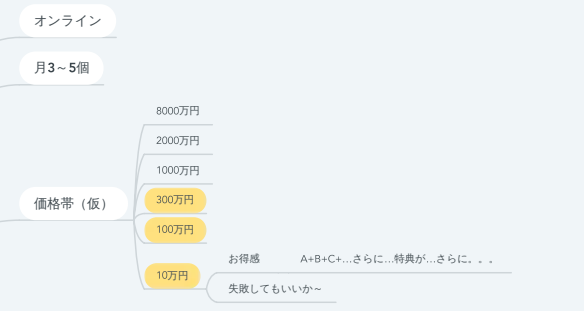 オンライン
月3～5個
8000万円
2000万円
1000万円
価格帯（仮）
300万円
100万円
10万円
お得感
A+B+C+…さらに…特典が…さらに。。。
失敗してもいいか～